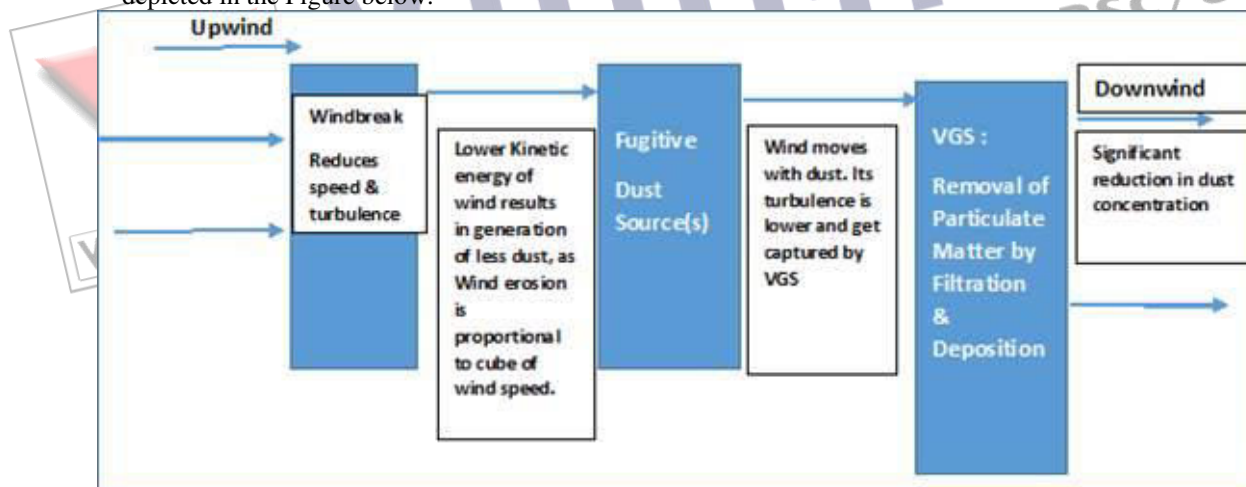 depicted in the Figure below.
Upwind
Windbreak
Reduces
speed &
turbulence
Lower Kinetic
energy of
wind results
in generation
of less dust, as
Wind erosion
is
proportional
to cube of
wind speed.
Fugitive
Dust
Source(s)
Wind moves
with dust. Its
turbulence is
lower and get
captured by
VGS
VGS :
Removal of
Particulate
Matter by
Filtration
&
Deposition
Downwind
Significant
reduction in dust
concentration